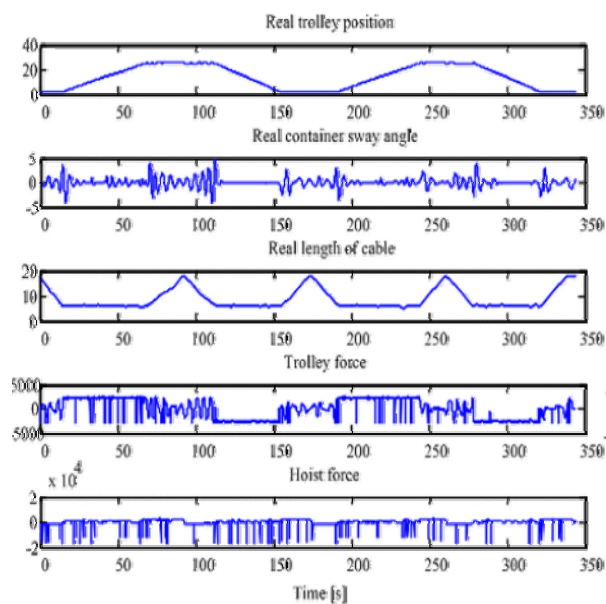 Real trolley position
40
20
0
0 50 100 150 200 250 300 350
Real container sway angle
5
0
-5
0 50 100 150 200 250 300 350
Real length of cable
20
10
0
0 50 100 150 200 250 300 350
Trolley force
5000
0
5000
0 50 100 150 200 250 300 350
x 10^4
Hoist force
2
0
-2
0 50 100 150 200 250 300 350
Time [s]